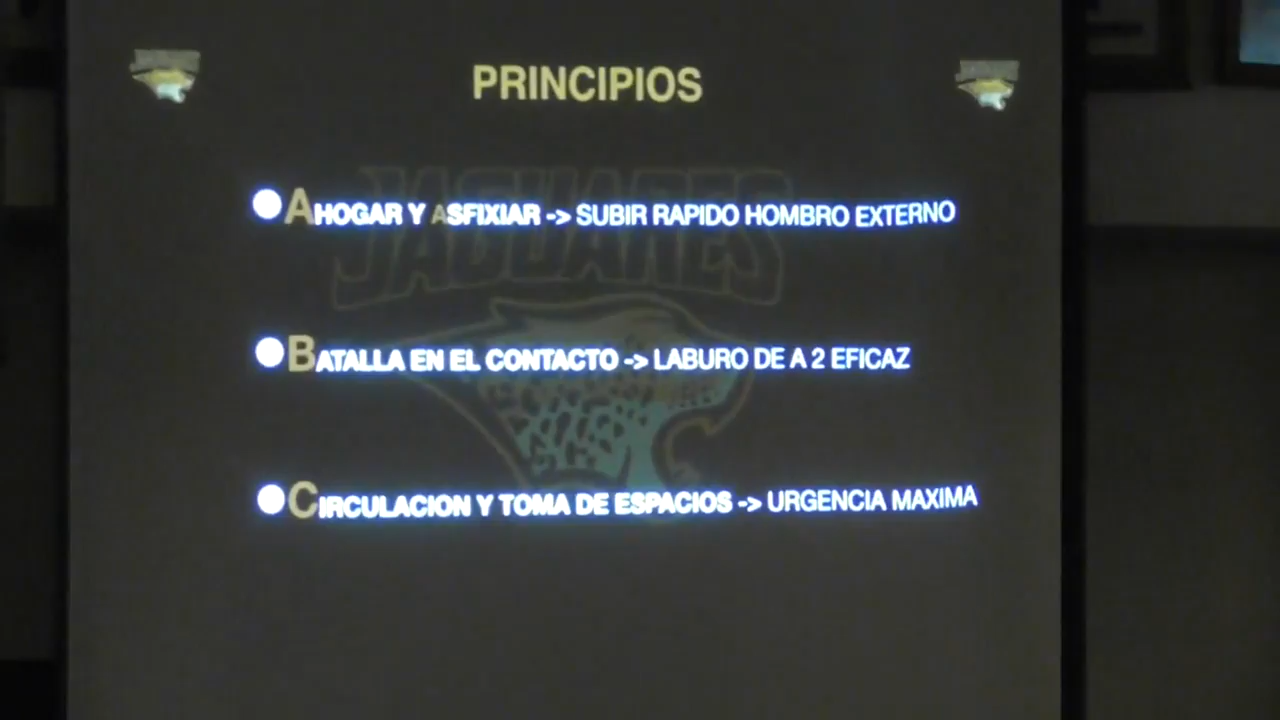 PRINCIPIOS
JAGUARES
AHOGAR Y ASFIXIAR -> SUBIR RAPIDO HOMBRO EXTERNO
BATALLA EN EL CONTACTO -> LABURO DE A 2 EFICAZ
CIRCULACION Y TOMA DE ESPACIOS -> URGENCIA MAXIMA